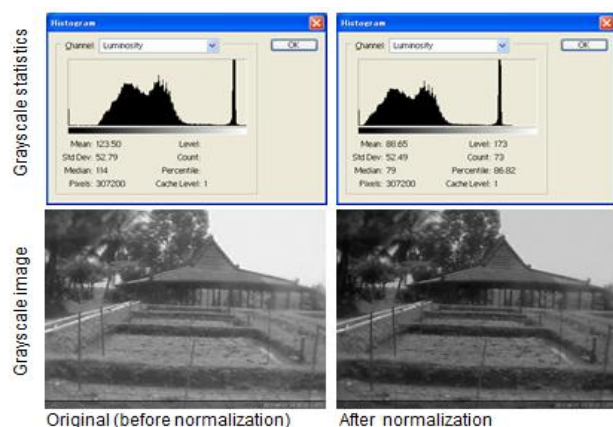 Grayscale statistics
Histogram
Channel: Luminosity
OK
Mean: 123.50
Level:
Std Dev: 52.79
Count:
Median: 114
Percentile:
Pixels: 307200
Cache Level: 1
Histogram
Channel: Luminosity
OK
Mean: 88.65
Level: 173
Std Dev: 52.49
Count: 73
Median: 79
Percentile: 86.82
Pixels: 307200
Cache Level: 1
Grayscale image
Original (before normalization)
After normalization